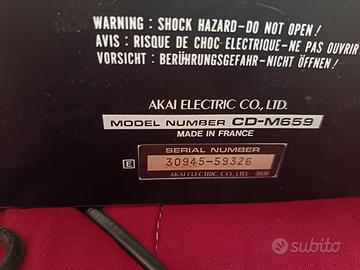 WARNING : SHOCK HAZARD-DO NOT OPEN!
AVIS : RISQUE DE CHOC ELECTRIQUE-NE PAS OUVRIR
VORSICHT : BERÜHRUNGSGEFAHR-NICHT ÖFFNEN!
AKAI ELECTRIC CO., LTD.
MODEL NUMBER CD-M659
MADE IN FRANCE
SERIAL NUMBER
E 30945-59326
AKAI ELECTRIC CO., LTD.
subito